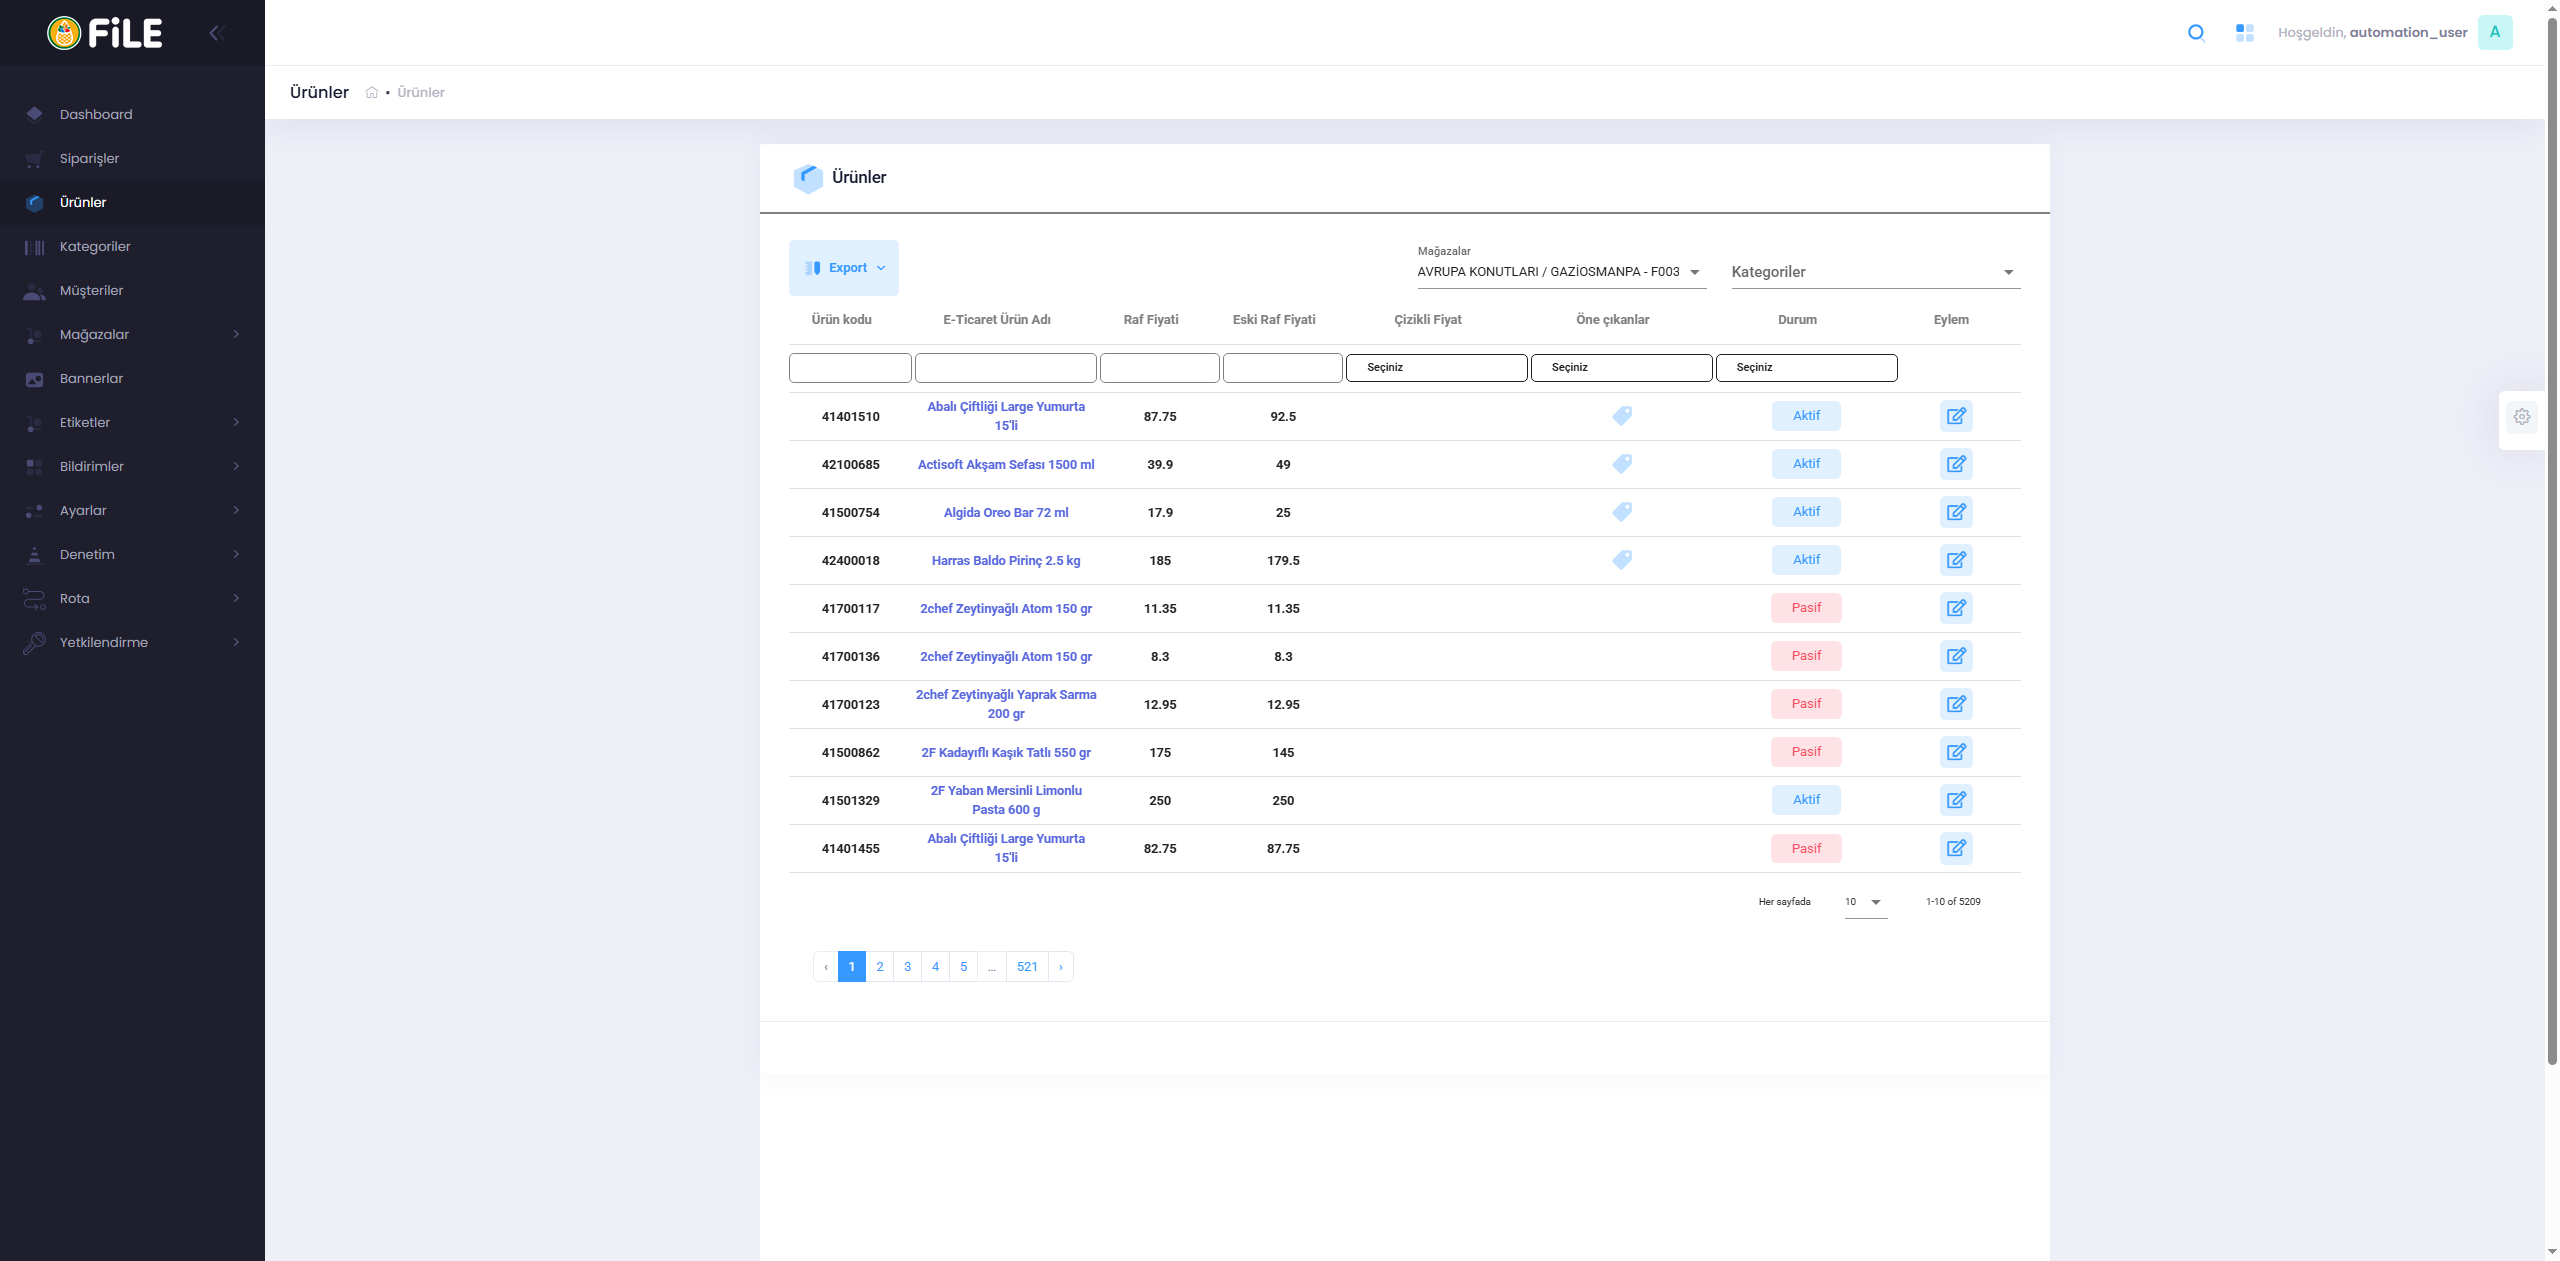 FiLE
Hoşgeldin, automation_user A
Ürünler • Ürünler
Dashboard
Siparişler
Ürünler
Kategoriler
Müşteriler
Mağazalar
Bannerlar
Etiketler
Bildirimler
Ayarlar
Denetim
Rota
Yetkilendirme
Ürünler
Export
Mağazalar
AVRUPA KONUTLARI / GAZİOSMANPA - F003
Kategoriler
Ürün kodu E-Ticaret Ürün Adı Raf Fiyati Eski Raf Fiyati Çizikli Fiyat Öne çıkanlar Durum Eylem
Seçiniz Seçiniz Seçiniz
41401510 Abalı Çiftliği Large Yumurta 87.75 92.5 Aktif
15'li
42100685 Actisoft Akşam Sefası 1500 ml 39.9 49 Aktif
41500754 Algida Oreo Bar 72 ml 17.9 25 Aktif
42400018 Harras Baldo Pirinç 2.5 kg 185 179.5 Aktif
41700117 2chef Zeytinyağlı Atom 150 gr 11.35 11.35 Pasif
41700136 2chef Zeytinyağlı Atom 150 gr 8.3 8.3 Pasif
41700123 2chef Zeytinyağlı Yaprak Sarma 12.95 12.95 Pasif
200 gr
41500862 2F Kadayıflı Kaşık Tatlı 550 gr 175 145 Pasif
41501329 2F Yaban Mersinli Limonlu 250 250 Aktif
Pasta 600 g
41401455 Abalı Çiftliği Large Yumurta 82.75 87.75 Pasif
15'li
Her sayfada 10 1-10 of 5209
‹ 1 2 3 4 5 ... 521 ›